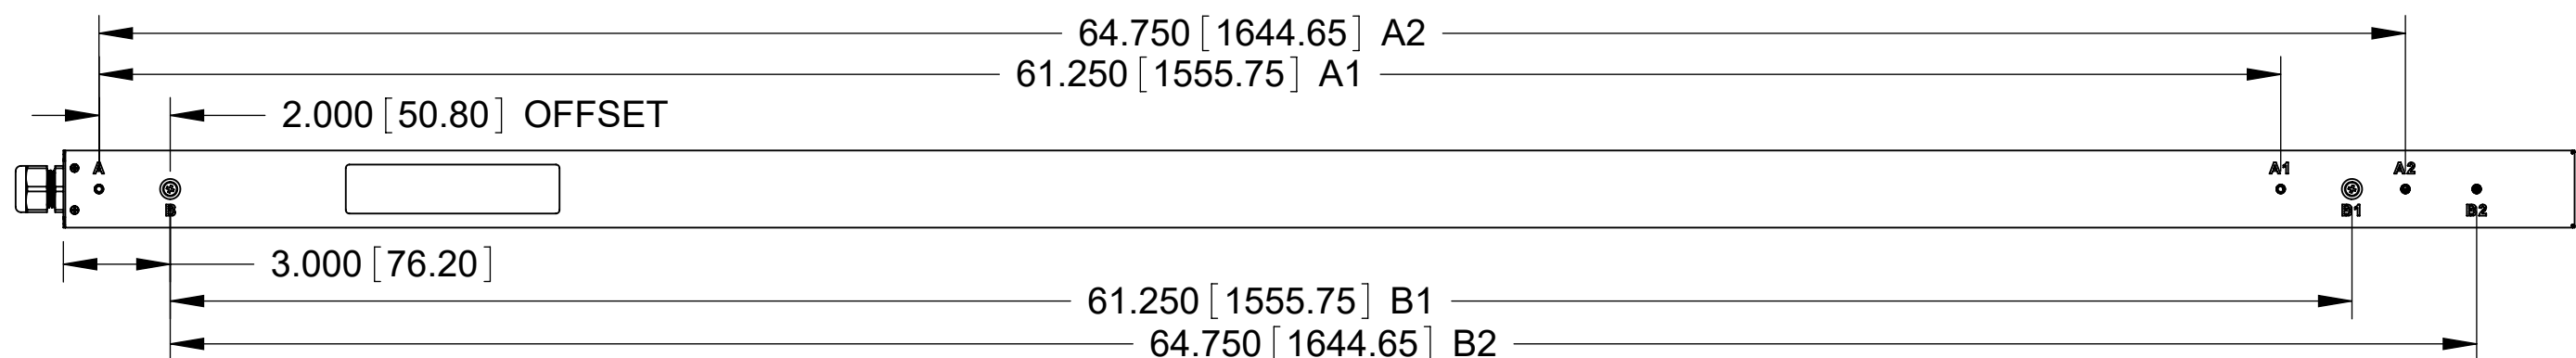 64.750 [1644.65] A2
61.250 [1555.75] A1
2.000 [50.80] OFFSET
A A1 A2
B B1 B2
3.000 [76.20]
61.250 [1555.75] B1
64.750 [1644.65] B2